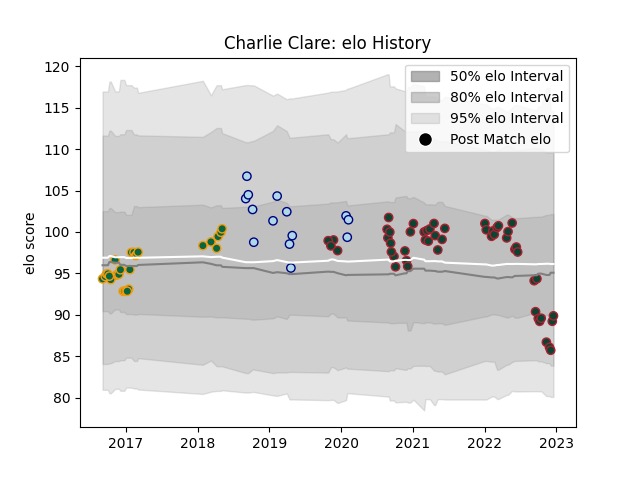 Charlie Clare: elo History
120
115
110
105
100
95
90
85
80
elo score
50% elo Interval
80% elo Interval
95% elo Interval
Post Match elo
2017 2018 2019 2020 2021 2022 2023